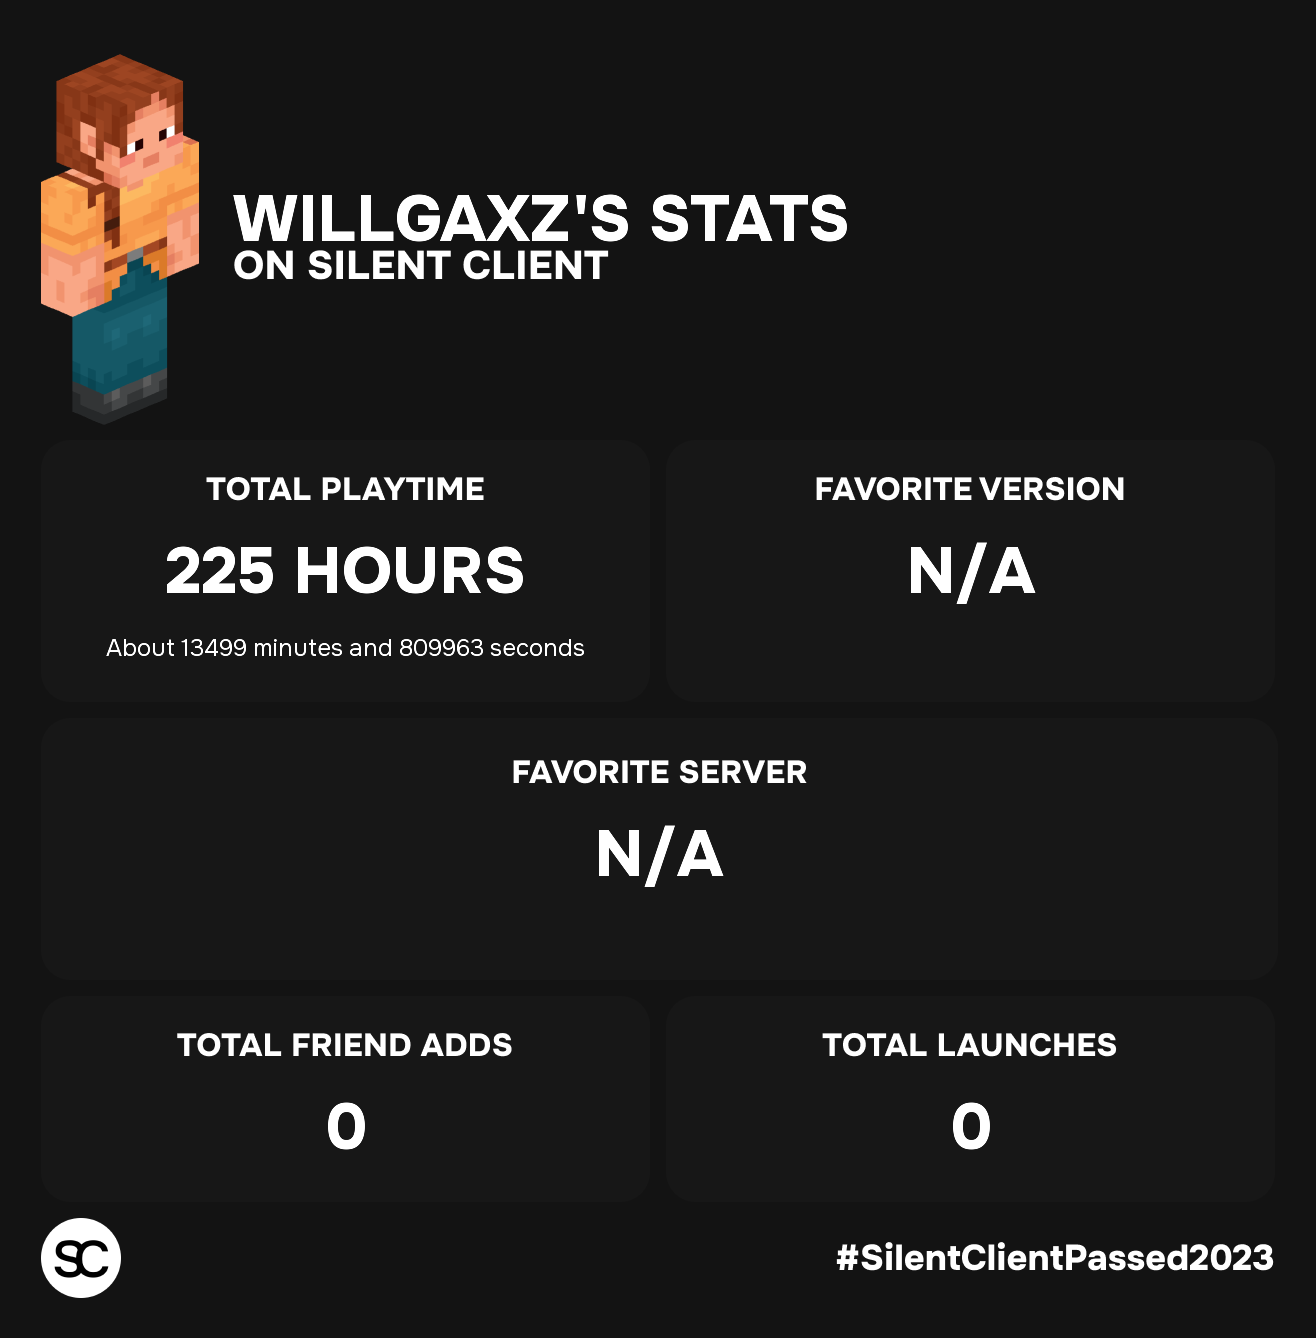 WILLGAXZ'S STATS
ON SILENT CLIENT
TOTAL PLAYTIME
225 HOURS
About 13499 minutes and 809963 seconds
FAVORITE VERSION
N/A
FAVORITE SERVER
N/A
TOTAL FRIEND ADDS
0
TOTAL LAUNCHES
0
SC
#SilentClientPassed2023